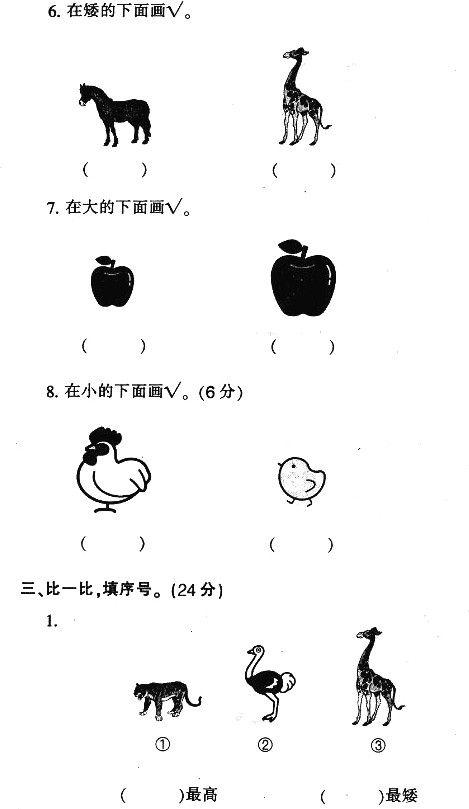 6. 在矮的下面画√。
(   ) (   )
7. 在大的下面画√。
(   ) (   )
8. 在小的下面画√。(6分)
(   ) (   )
三、比一比,填序号。(24分)
1.
① ② ③
(   )最高 (   )最矮